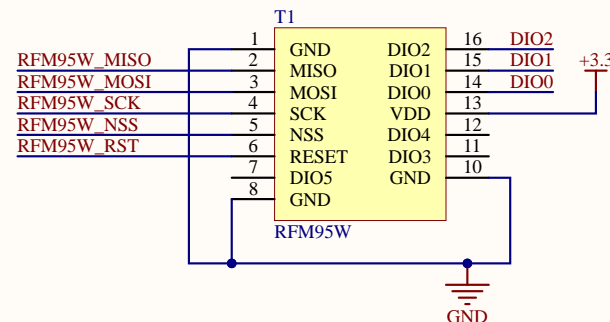 T1
1 GND DIO2 16 DIO2
RFM95W_MISO 2 MISO DIO1 15 DIO1 +3.3
RFM95W_MOSI 3 MOSI DIO0 14 DIO0
RFM95W_SCK 4 SCK VDD 13
RFM95W_NSS 5 NSS DIO4 12
RFM95W_RST 6 RESET DIO3 11
7 DIO5 GND 10
8 GND
RFM95W
GND